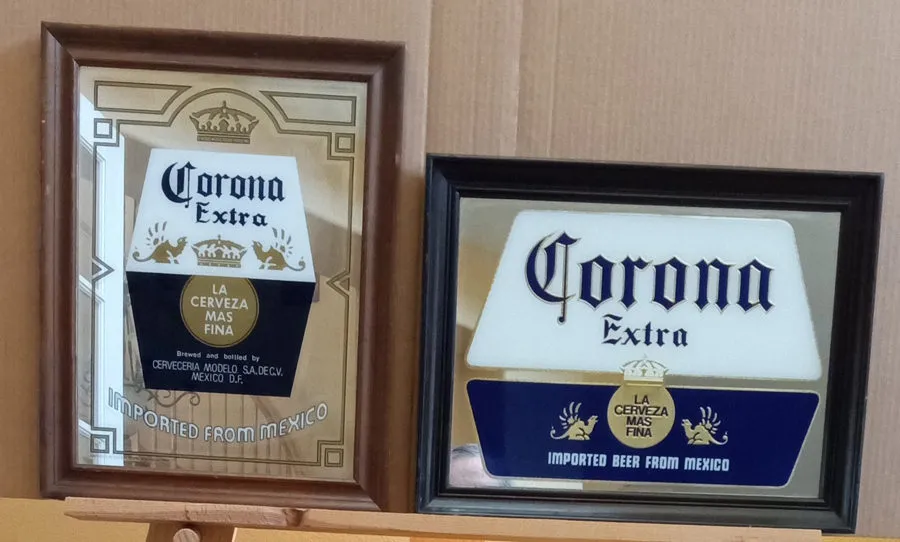 Corona
Extra
LA
CERVEZA
MAS
FINA
Brewed and bottled by
CERVECERIA MODELO S.A. DE C.V.
MEXICO D.F.
IMPORTED FROM MEXICO
Corona
Extra
LA
CERVEZA
MAS
FINA
IMPORTED BEER FROM MEXICO